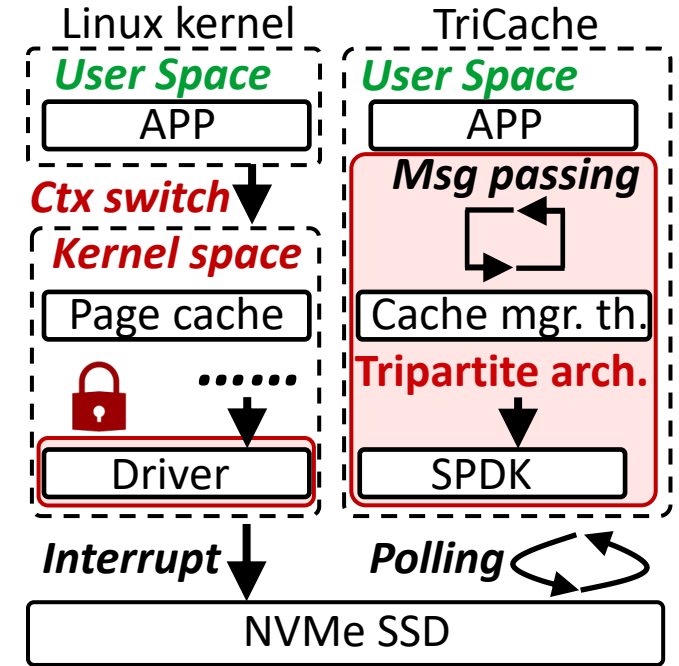 Linux kernel
User Space
APP
Ctx switch
Kernel space
Page cache
......
Driver
Interrupt
TriCache
User Space
APP
Msg passing
Cache mgr. th.
Tripartite arch.
SPDK
Polling
NVMe SSD